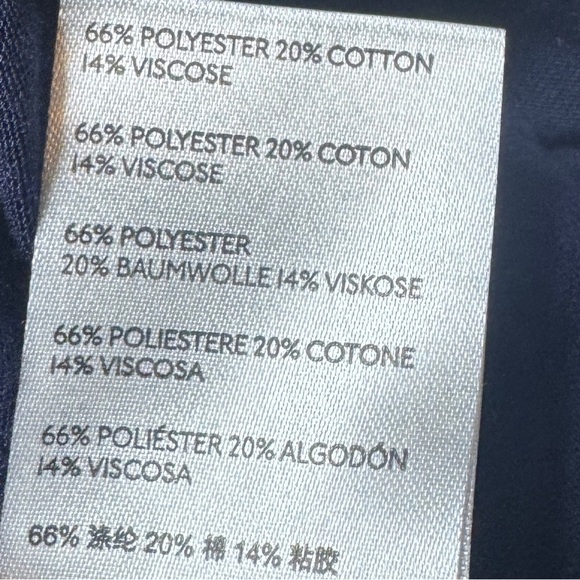 66% POLYESTER 20% COTTON
14% VISCOSE
66% POLYESTER 20% COTON
14% VISCOSE
66% POLYESTER
20% BAUMWOLLE 14% VISKOSE
66% POLIESTERE 20% COTONE
14% VISCOSA
66% POLIÉSTER 20% ALGODÓN
14% VISCOSA
66% 涤纶 20% 棉 14% 粘胶